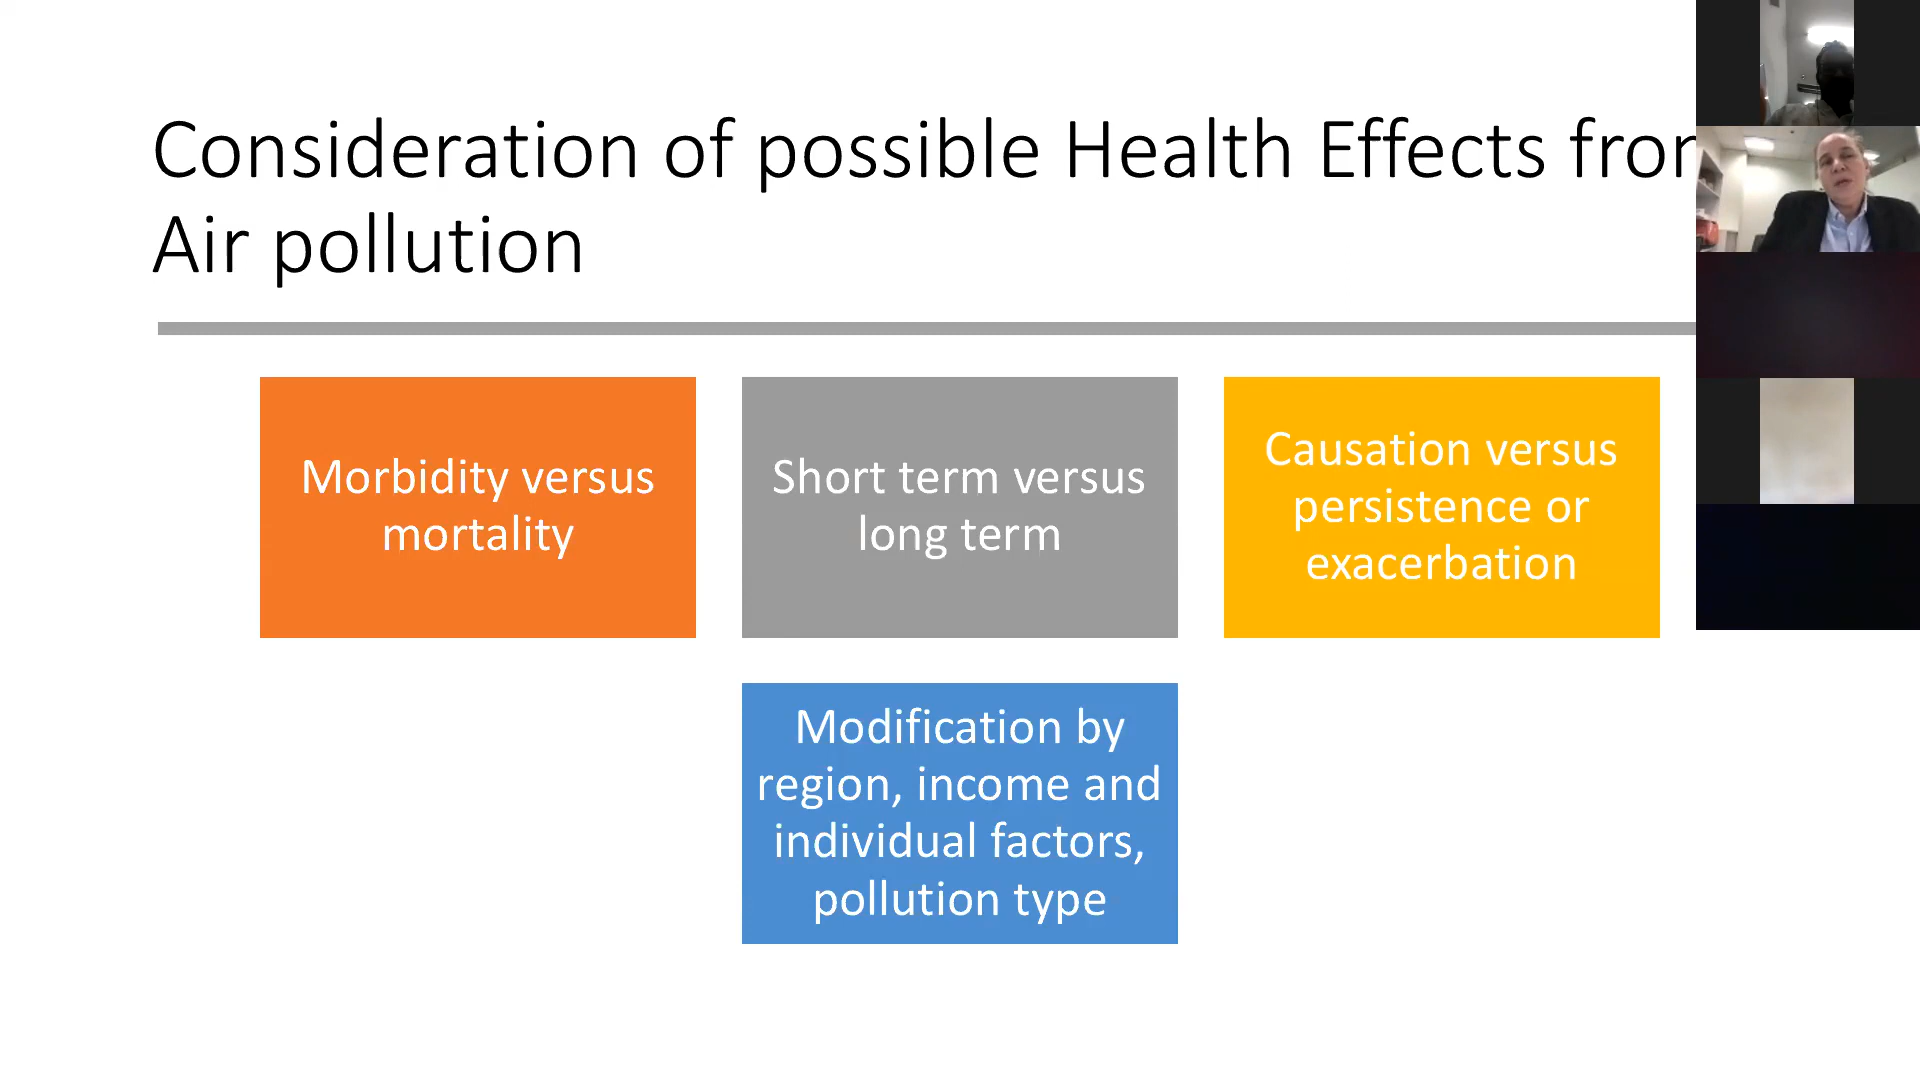 Consideration of possible Health Effects from
Air pollution
Morbidity versus
mortality
Short term versus
long term
Causation versus
persistence or
exacerbation
Modification by
region, income and
individual factors,
pollution type